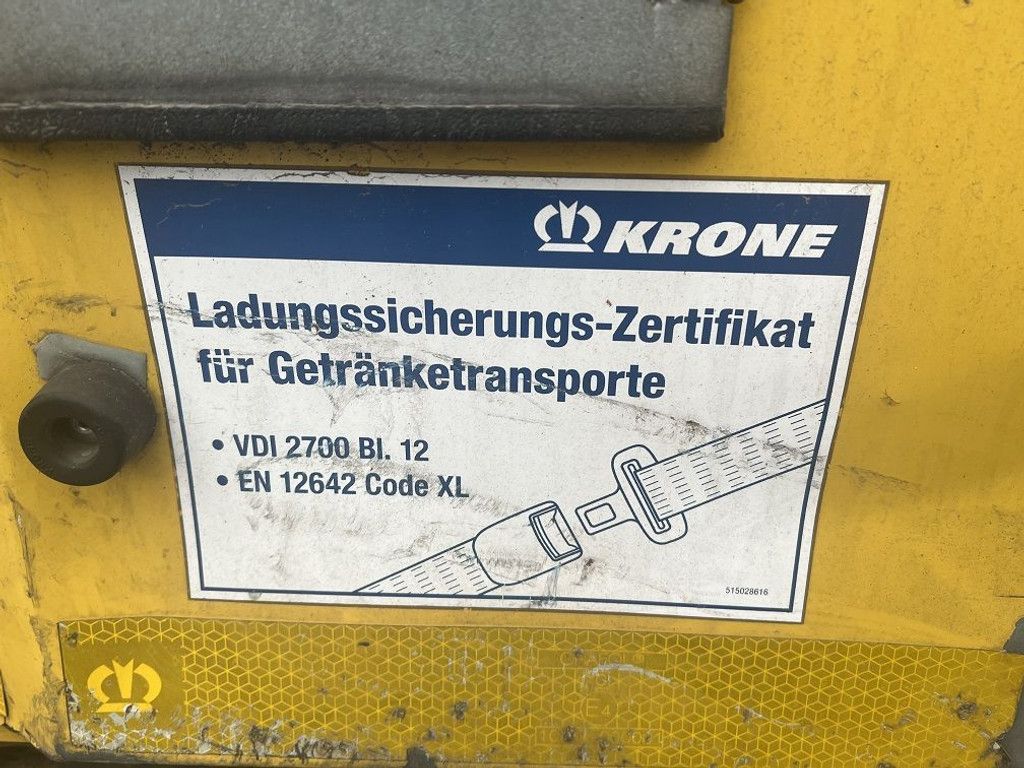 KRONE
Ladungssicherungs-Zertifikat
für Getränketransporte
• VDI 2700 Bl. 12
• EN 12642 Code XL
515028616